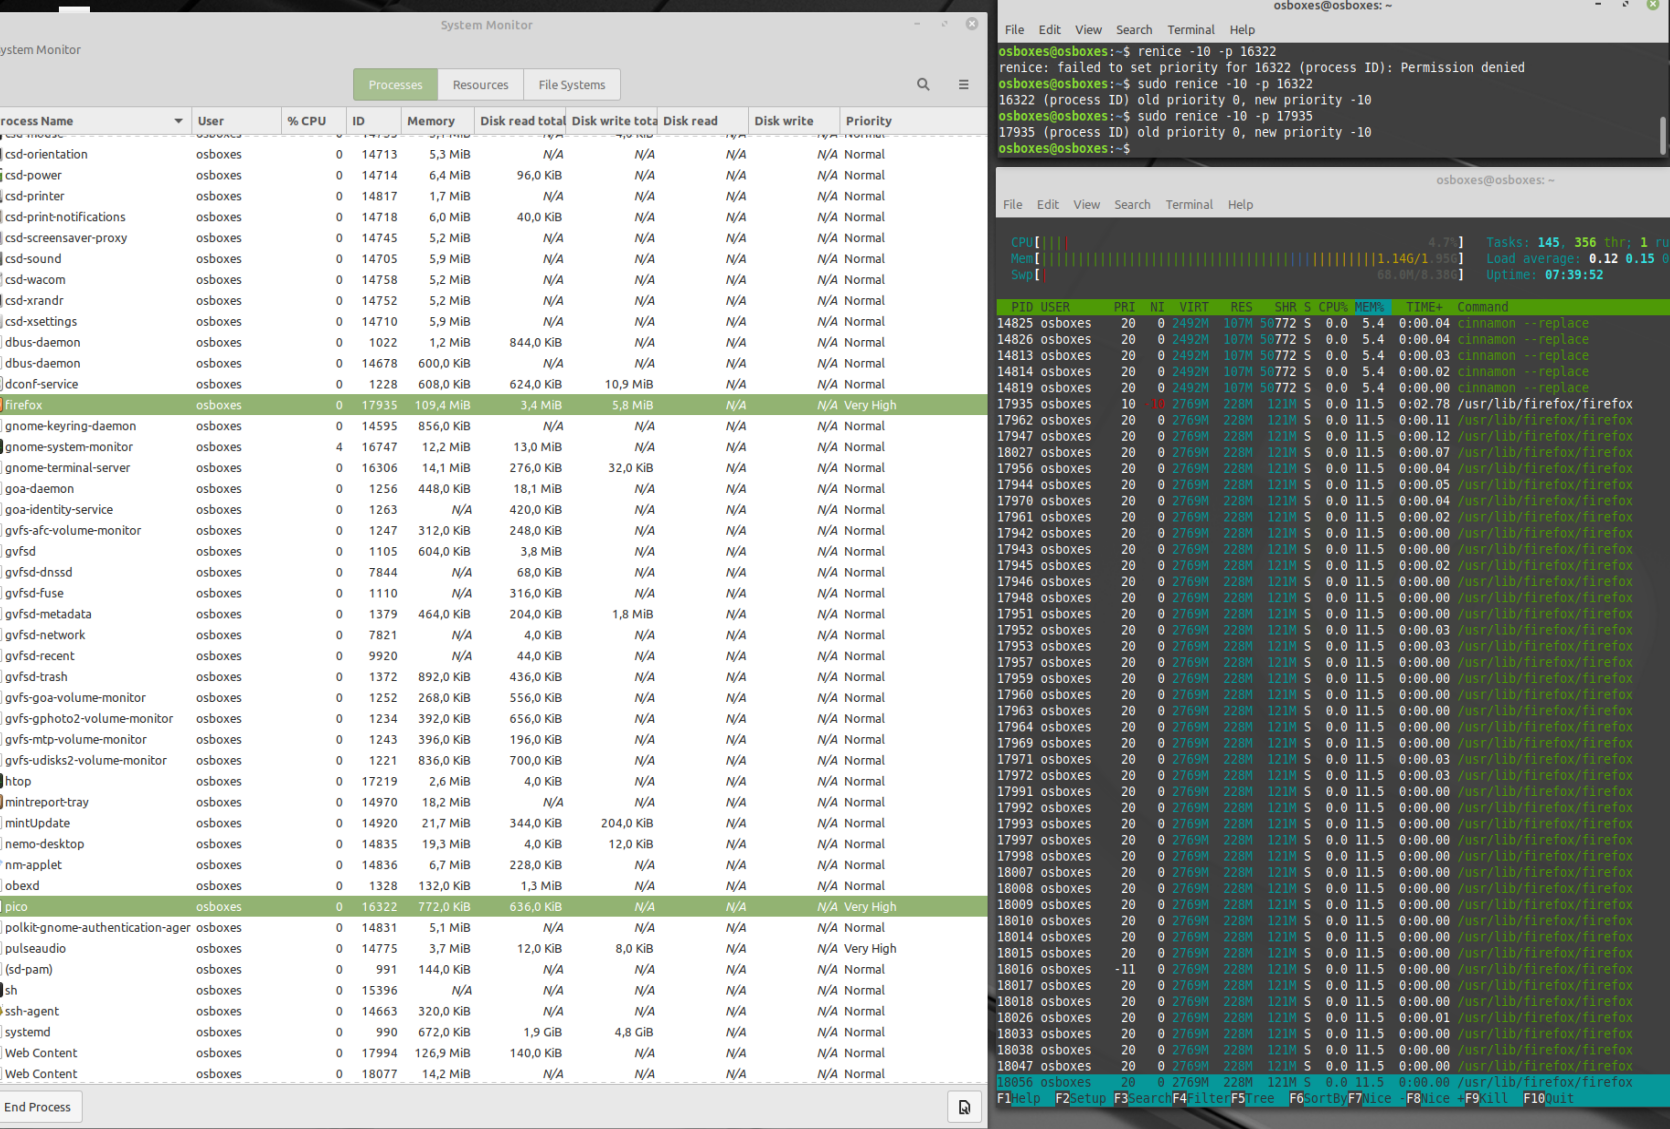 System Monitor
ystem Monitor
Processes Resources File Systems
rocess Name User % CPU ID Memory Disk read total Disk write tota Disk read Disk write Priority
csd-orientation osboxes 0 14713 5,3 MiB N/A N/A N/A N/A Normal
csd-power osboxes 0 14714 6,4 MiB 96,0 KiB N/A N/A N/A Normal
csd-printer osboxes 0 14817 1,7 MiB N/A N/A N/A N/A Normal
csd-print-notifications osboxes 0 14718 6,0 MiB 40,0 KiB N/A N/A N/A Normal
csd-screensaver-proxy osboxes 0 14745 5,2 MiB N/A N/A N/A N/A Normal
csd-sound osboxes 0 14705 5,9 MiB N/A N/A N/A N/A Normal
csd-wacom osboxes 0 14758 5,2 MiB N/A N/A N/A N/A Normal
csd-xrandr osboxes 0 14752 5,2 MiB N/A N/A N/A N/A Normal
csd-xsettings osboxes 0 14710 5,9 MiB N/A N/A N/A N/A Normal
dbus-daemon osboxes 0 1022 1,2 MiB 844,0 KiB N/A N/A N/A Normal
dbus-daemon osboxes 0 14678 600,0 KiB N/A N/A N/A N/A Normal
dconf-service osboxes 0 1228 608,0 KiB 624,0 KiB 10,9 MiB N/A N/A Normal
firefox osboxes 0 17935 109,4 MiB 3,4 MiB 5,8 MiB N/A N/A Very High
gnome-keyring-daemon osboxes 0 14595 856,0 KiB N/A N/A N/A N/A Normal
gnome-system-monitor osboxes 4 16747 12,2 MiB 13,0 MiB N/A N/A N/A Normal
gnome-terminal-server osboxes 0 16306 14,1 MiB 276,0 KiB 32,0 KiB N/A N/A Normal
goa-daemon osboxes 0 1256 448,0 KiB 18,1 MiB N/A N/A N/A Normal
goa-identity-service osboxes 0 1263 N/A 420,0 KiB N/A N/A N/A Normal
gvfs-afc-volume-monitor osboxes 0 1247 312,0 KiB 248,0 KiB N/A N/A N/A Normal
gvfsd osboxes 0 1105 604,0 KiB 3,8 MiB N/A N/A N/A Normal
gvfsd-dnssd osboxes 0 7844 N/A 68,0 KiB N/A N/A N/A Normal
gvfsd-fuse osboxes 0 1110 N/A 316,0 KiB N/A N/A N/A Normal
gvfsd-metadata osboxes 0 1379 464,0 KiB 204,0 KiB 1,8 MiB N/A N/A Normal
gvfsd-network osboxes 0 7821 N/A 4,0 KiB N/A N/A N/A Normal
gvfsd-recent osboxes 0 9920 N/A 44,0 KiB N/A N/A N/A Normal
gvfsd-trash osboxes 0 1372 892,0 KiB 436,0 KiB N/A N/A N/A Normal
gvfs-goa-volume-monitor osboxes 0 1252 268,0 KiB 556,0 KiB N/A N/A N/A Normal
gvfs-gphoto2-volume-monitor osboxes 0 1234 392,0 KiB 656,0 KiB N/A N/A N/A Normal
gvfs-mtp-volume-monitor osboxes 0 1243 396,0 KiB 196,0 KiB N/A N/A N/A Normal
gvfs-udisks2-volume-monitor osboxes 0 1221 836,0 KiB 700,0 KiB N/A N/A N/A Normal
htop osboxes 0 17219 2,6 MiB 4,0 KiB N/A N/A N/A Normal
mintreport-tray osboxes 0 14970 18,2 MiB N/A N/A N/A N/A Normal
mintUpdate osboxes 0 14920 21,7 MiB 344,0 KiB 204,0 KiB N/A N/A Normal
nemo-desktop osboxes 0 14835 19,3 MiB 4,0 KiB 12,0 KiB N/A N/A Normal
nm-applet osboxes 0 14836 6,7 MiB 228,0 KiB N/A N/A N/A Normal
obexd osboxes 0 1328 132,0 KiB 1,3 MiB N/A N/A N/A Normal
pico osboxes 0 16322 772,0 KiB 636,0 KiB N/A N/A N/A Very High
polkit-gnome-authentication-ager osboxes 0 14831 5,1 MiB N/A N/A N/A N/A Normal
pulseaudio osboxes 0 14775 3,7 MiB 12,0 KiB 8,0 KiB N/A N/A Very High
(sd-pam) osboxes 0 991 144,0 KiB N/A N/A N/A N/A Normal
sh osboxes 0 15396 N/A N/A N/A N/A N/A Normal
ssh-agent osboxes 0 14663 320,0 KiB N/A N/A N/A N/A Normal
systemd osboxes 0 990 672,0 KiB 1,9 GiB 4,8 GiB N/A N/A Normal
Web Content osboxes 0 17994 126,9 MiB 140,0 KiB N/A N/A N/A Normal
Web Content osboxes 0 18077 14,2 MiB N/A N/A N/A N/A Normal
End Process
osboxes@osboxes: ~
File Edit View Search Terminal Help
osboxes@osboxes:~$ renice -10 -p 16322
renice: failed to set priority for 16322 (process ID): Permission denied
osboxes@osboxes:~$ sudo renice -10 -p 16322
16322 (process ID) old priority 0, new priority -10
osboxes@osboxes:~$ sudo renice -10 -p 17935
17935 (process ID) old priority 0, new priority -10
osboxes@osboxes:~$
osboxes@osboxes: ~
File Edit View Search Terminal Help
CPU[||| 4.7%] Tasks: 145, 356 thr; 1 ru
Mem[ 1.14G/1.95G] Load average: 0.12 0.15 0
Swp[ 68.0M/8.38G] Uptime: 07:39:52
PID USER PRI NI VIRT RES SHR S CPU% MEM% TIME+ Command
14825 osboxes 20 0 2492M 107M 50772 S 0.0 5.4 0:00.04 cinnamon --replace
14826 osboxes 20 0 2492M 107M 50772 S 0.0 5.4 0:00.04 cinnamon --replace
14813 osboxes 20 0 2492M 107M 50772 S 0.0 5.4 0:00.03 cinnamon --replace
14814 osboxes 20 0 2492M 107M 50772 S 0.0 5.4 0:00.02 cinnamon --replace
14819 osboxes 20 0 2492M 107M 50772 S 0.0 5.4 0:00.00 cinnamon --replace
17935 osboxes 10 10 2769M 228M 121M S 0.0 11.5 0:02.78 /usr/lib/firefox/firefox
17962 osboxes 20 0 2769M 228M 121M S 0.0 11.5 0:00.11 /usr/lib/firefox/firefox
17947 osboxes 20 0 2769M 228M 121M S 0.0 11.5 0:00.12 /usr/lib/firefox/firefox
18027 osboxes 20 0 2769M 228M 121M S 0.0 11.5 0:00.07 /usr/lib/firefox/firefox
17956 osboxes 20 0 2769M 228M 121M S 0.0 11.5 0:00.04 /usr/lib/firefox/firefox
17944 osboxes 20 0 2769M 228M 121M S 0.0 11.5 0:00.05 /usr/lib/firefox/firefox
17970 osboxes 20 0 2769M 228M 121M S 0.0 11.5 0:00.04 /usr/lib/firefox/firefox
17961 osboxes 20 0 2769M 228M 121M S 0.0 11.5 0:00.02 /usr/lib/firefox/firefox
17942 osboxes 20 0 2769M 228M 121M S 0.0 11.5 0:00.00 /usr/lib/firefox/firefox
17943 osboxes 20 0 2769M 228M 121M S 0.0 11.5 0:00.00 /usr/lib/firefox/firefox
17945 osboxes 20 0 2769M 228M 121M S 0.0 11.5 0:00.02 /usr/lib/firefox/firefox
17946 osboxes 20 0 2769M 228M 121M S 0.0 11.5 0:00.00 /usr/lib/firefox/firefox
17948 osboxes 20 0 2769M 228M 121M S 0.0 11.5 0:00.00 /usr/lib/firefox/firefox
17951 osboxes 20 0 2769M 228M 121M S 0.0 11.5 0:00.00 /usr/lib/firefox/firefox
17952 osboxes 20 0 2769M 228M 121M S 0.0 11.5 0:00.03 /usr/lib/firefox/firefox
17953 osboxes 20 0 2769M 228M 121M S 0.0 11.5 0:00.03 /usr/lib/firefox/firefox
17957 osboxes 20 0 2769M 228M 121M S 0.0 11.5 0:00.00 /usr/lib/firefox/firefox
17959 osboxes 20 0 2769M 228M 121M S 0.0 11.5 0:00.00 /usr/lib/firefox/firefox
17960 osboxes 20 0 2769M 228M 121M S 0.0 11.5 0:00.00 /usr/lib/firefox/firefox
17963 osboxes 20 0 2769M 228M 121M S 0.0 11.5 0:00.00 /usr/lib/firefox/firefox
17964 osboxes 20 0 2769M 228M 121M S 0.0 11.5 0:00.00 /usr/lib/firefox/firefox
17969 osboxes 20 0 2769M 228M 121M S 0.0 11.5 0:00.00 /usr/lib/firefox/firefox
17971 osboxes 20 0 2769M 228M 121M S 0.0 11.5 0:00.03 /usr/lib/firefox/firefox
17972 osboxes 20 0 2769M 228M 121M S 0.0 11.5 0:00.03 /usr/lib/firefox/firefox
17991 osboxes 20 0 2769M 228M 121M S 0.0 11.5 0:00.00 /usr/lib/firefox/firefox
17992 osboxes 20 0 2769M 228M 121M S 0.0 11.5 0:00.00 /usr/lib/firefox/firefox
17993 osboxes 20 0 2769M 228M 121M S 0.0 11.5 0:00.00 /usr/lib/firefox/firefox
17997 osboxes 20 0 2769M 228M 121M S 0.0 11.5 0:00.00 /usr/lib/firefox/firefox
17998 osboxes 20 0 2769M 228M 121M S 0.0 11.5 0:00.00 /usr/lib/firefox/firefox
18007 osboxes 20 0 2769M 228M 121M S 0.0 11.5 0:00.00 /usr/lib/firefox/firefox
18008 osboxes 20 0 2769M 228M 121M S 0.0 11.5 0:00.00 /usr/lib/firefox/firefox
18009 osboxes 20 0 2769M 228M 121M S 0.0 11.5 0:00.00 /usr/lib/firefox/firefox
18010 osboxes 20 0 2769M 228M 121M S 0.0 11.5 0:00.00 /usr/lib/firefox/firefox
18014 osboxes 20 0 2769M 228M 121M S 0.0 11.5 0:00.00 /usr/lib/firefox/firefox
18015 osboxes 20 0 2769M 228M 121M S 0.0 11.5 0:00.00 /usr/lib/firefox/firefox
18016 osboxes -11 0 2769M 228M 121M S 0.0 11.5 0:00.00 /usr/lib/firefox/firefox
18017 osboxes 20 0 2769M 228M 121M S 0.0 11.5 0:00.00 /usr/lib/firefox/firefox
18018 osboxes 20 0 2769M 228M 121M S 0.0 11.5 0:00.00 /usr/lib/firefox/firefox
18026 osboxes 20 0 2769M 228M 121M S 0.0 11.5 0:00.01 /usr/lib/firefox/firefox
18033 osboxes 20 0 2769M 228M 121M S 0.0 11.5 0:00.00 /usr/lib/firefox/firefox
18038 osboxes 20 0 2769M 228M 121M S 0.0 11.5 0:00.00 /usr/lib/firefox/firefox
18047 osboxes 20 0 2769M 228M 121M S 0.0 11.5 0:00.00 /usr/lib/firefox/firefox
18056 osboxes 20 0 2769M 228M 121M S 0.0 11.5 0:00.00 /usr/lib/firefox/firefox
F1Help F2Setup F3SearchF4FilterF5Tree F6SortByF7Nice -F8Nice +F9Kill F10Quit